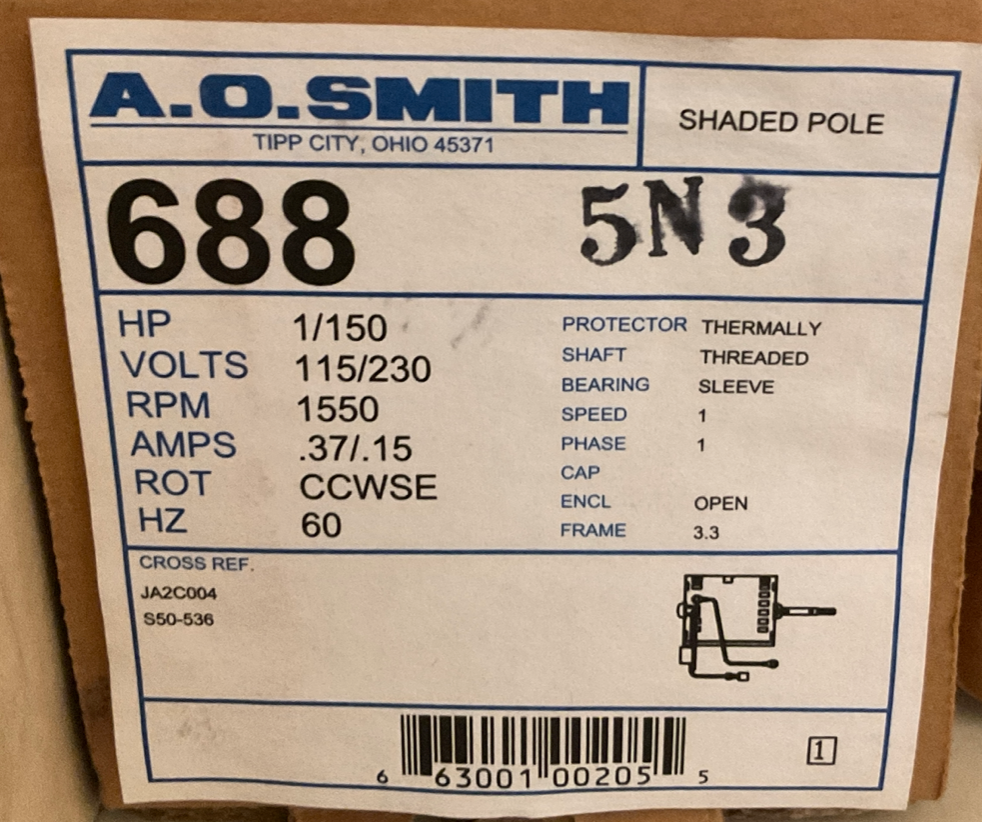 A.O.SMITH
TIPP CITY, OHIO 45371
SHADED POLE
688
5N3
HP 1/150
VOLTS 115/230
RPM 1550
AMPS .37/.15
ROT CCWSE
HZ 60
PROTECTOR THERMALLY
SHAFT THREADED
BEARING SLEEVE
SPEED 1
PHASE 1
CAP
ENCL OPEN
FRAME 3.3
CROSS REF.
JA2C004
S50-536
6 63001 00205 5
1